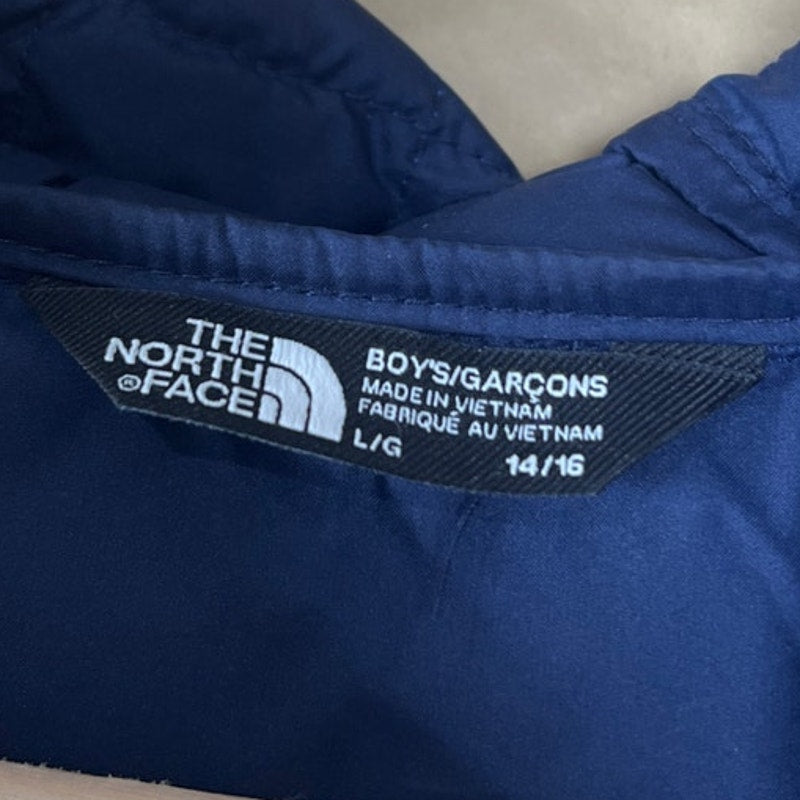 THE
NORTH
®FACE
BOY'S/GARÇONS
MADE IN VIETNAM
FABRIQUÉ AU VIETNAM
L/G 14/16